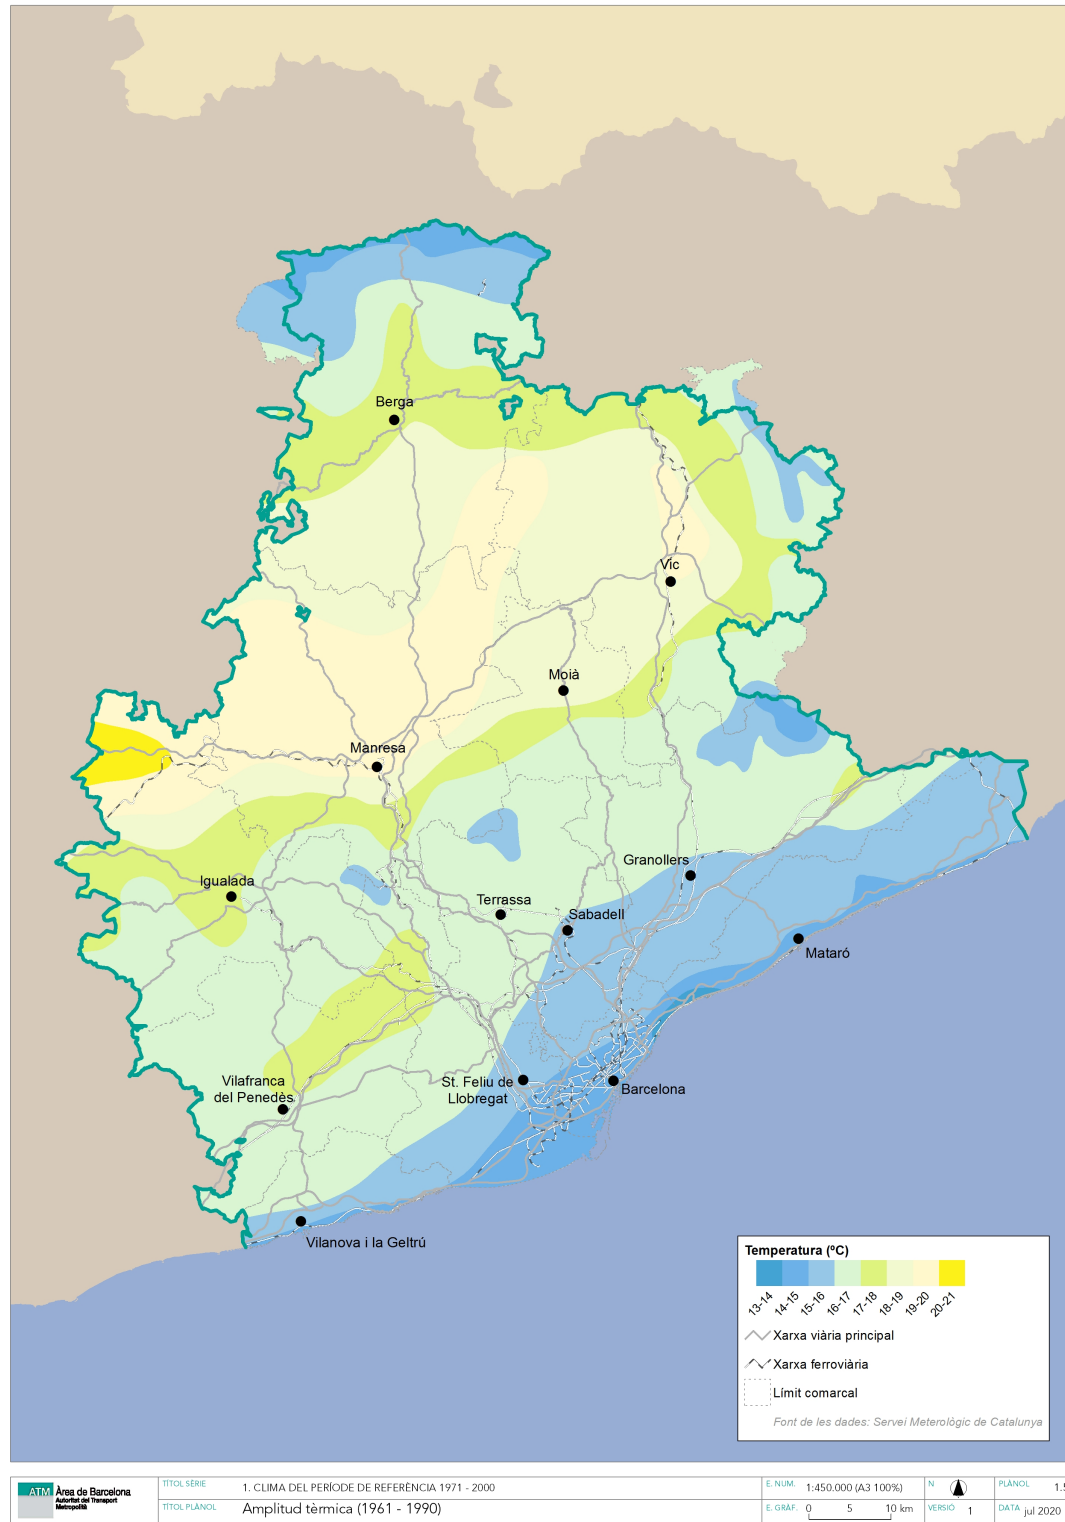 Berga
Vic
Moià
Manresa
Granollers
Igualada
Terrassa
Sabadell
Mataró
Vilafranca
del Penedès
St. Feliu de
Llobregat
Barcelona
Vilanova i la Geltrú
Temperatura (ºC)
13-14
14-15
15-16
16-17
17-18
18-19
19-20
20-21
Xarxa viària principal
Xarxa ferroviària
Límit comarcal
Font de les dades: Servei Meterològic de Catalunya
ATM
Àrea de Barcelona
Autoritat del Transport
Metropolità
TÍTOL SÈRIE
1. CLIMA DEL PERÍODE DE REFERÈNCIA 1971 - 2000
TÍTOL PLÀNOL
Amplitud tèrmica (1961 - 1990)
E. NUM.
1:450.000 (A3 100%)
E. GRÀF.
0 5 10 km
N
VERSIÓ 1
PLÀNOL 1.5
DATA jul 2020